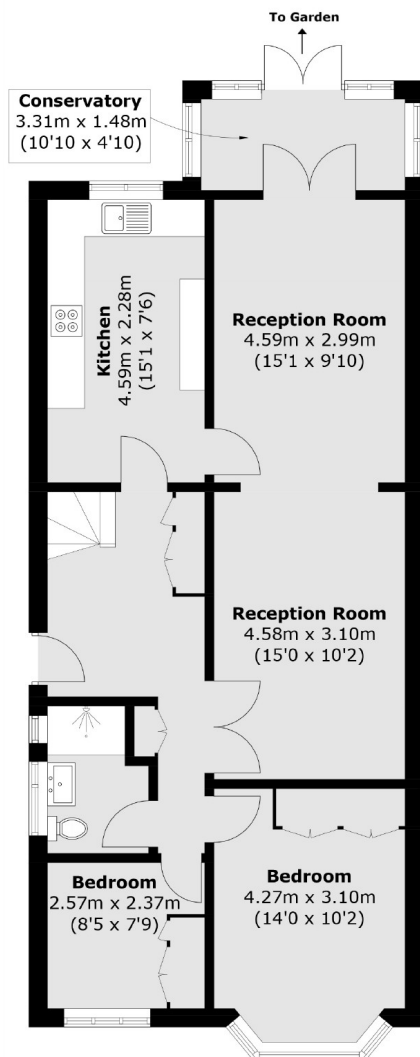 To Garden
Conservatory
3.31m x 1.48m
(10'10 x 4'10)
Kitchen
4.59m x 2.28m
(15'1 x 7'6)
Reception Room
4.59m x 2.99m
(15'1 x 9'10)
Reception Room
4.58m x 3.10m
(15'0 x 10'2)
Bedroom
2.57m x 2.37m
(8'5 x 7'9)
Bedroom
4.27m x 3.10m
(14'0 x 10'2)